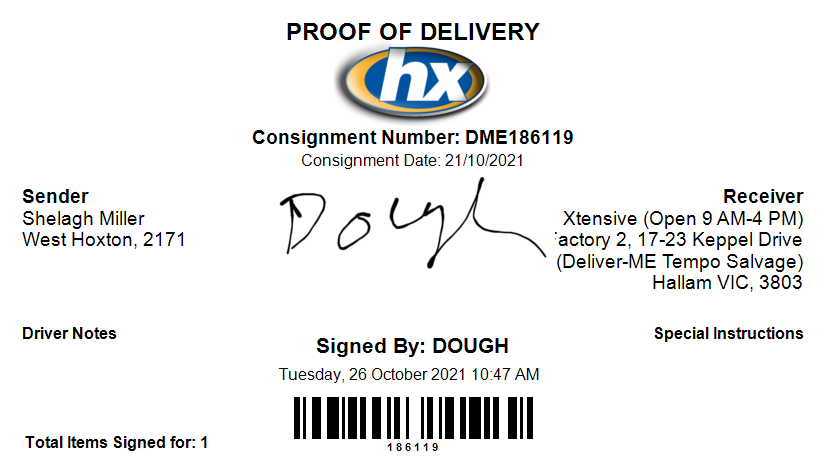 PROOF OF DELIVERY
hx
Consignment Number: DME186119
Consignment Date: 21/10/2021
Sender
Shelagh Miller
West Hoxton, 2171
Dough
Receiver
Xtensive (Open 9 AM-4 PM)
Factory 2, 17-23 Keppel Drive
(Deliver-ME Tempo Salvage)
Hallam VIC, 3803
Driver Notes
Special Instructions
Signed By: DOUGH
Tuesday, 26 October 2021 10:47 AM
186119
Total Items Signed for: 1